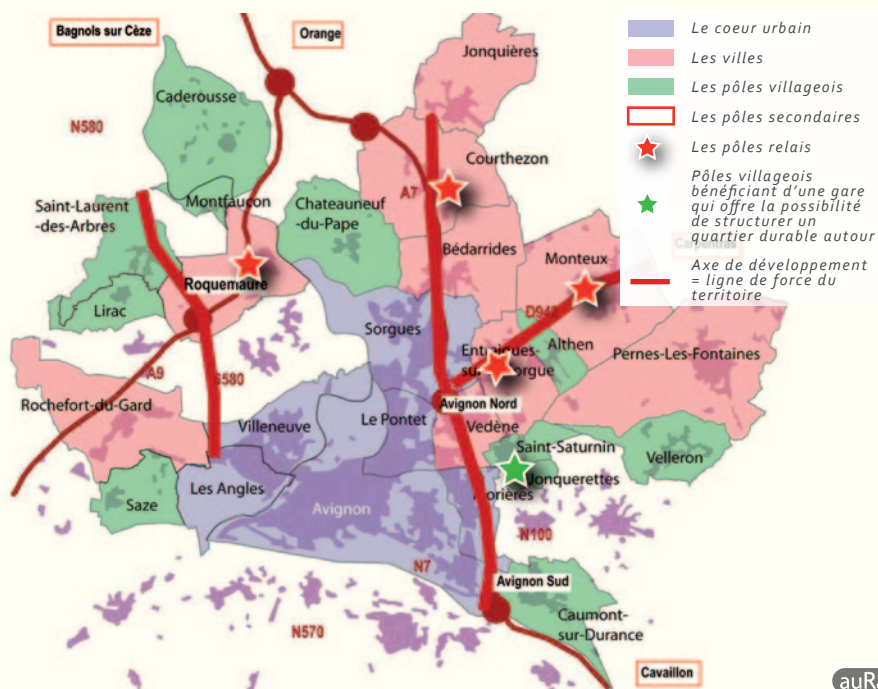 Bagnols sur Cèze
Orange
Jonquières
Caderousse
N580
Courthezon
A7
Saint-Laurent
-des-Arbres
Montfaucon
Chateauneuf
-du-Pape
Bédarrides
Monteux
Carpentras
Roquemaure
Lirac
Sorgues
D942
Althen
Pernes-Les-Fontaines
A9
Rochefort-du-Gard
Villeneuve
Le Pontet
Avignon Nord
Vedène
Saint-Saturnin
Velleron
Jonquerettes
Morières
Saze
Les Angles
Avignon
N100
N7
Avignon Sud
Caumont
-sur-Durance
N570
Cavaillon
Le coeur urbain
Les villes
Les pôles villageois
Les pôles secondaires
Les pôles relais
Pôles villageois
bénéficiant d'une gare
qui offre la possibilité
de structurer un
quartier durable autour
Axe de développement
= ligne de force du
territoire